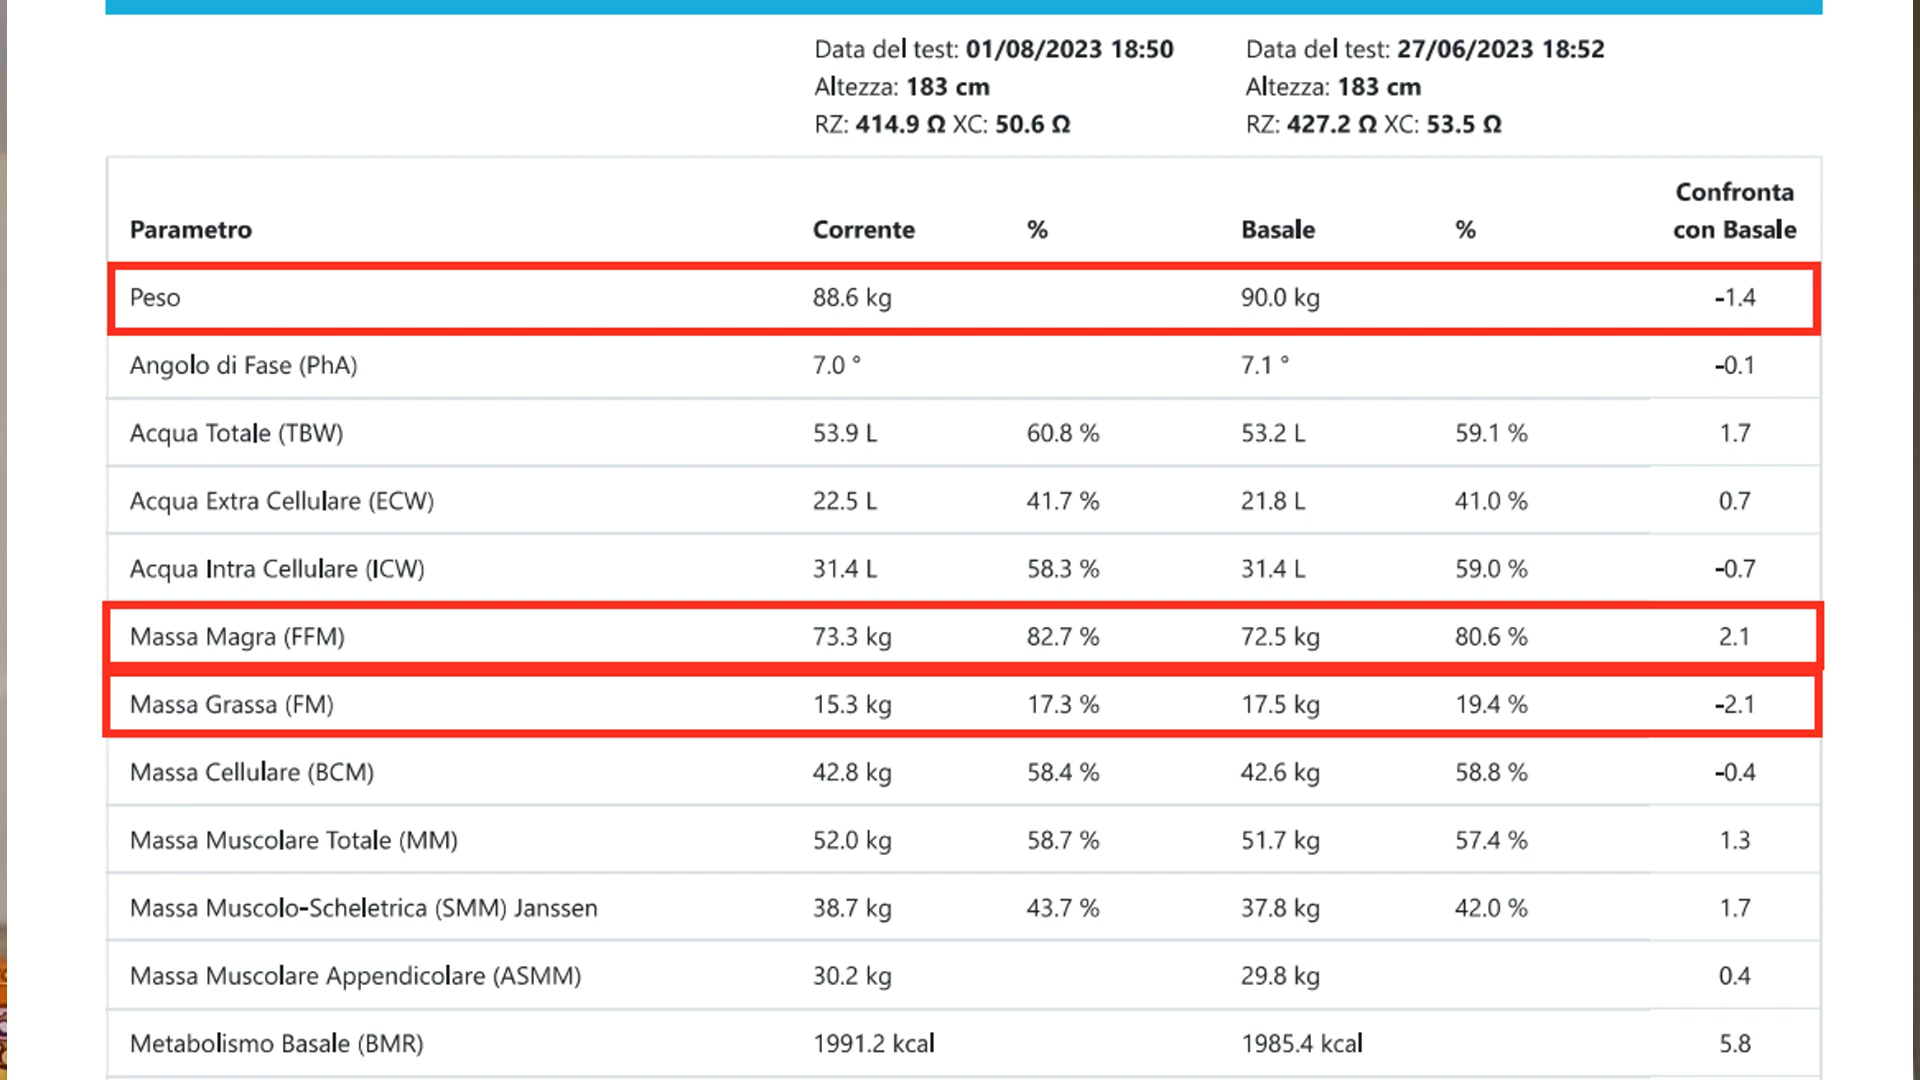 Data del test: 01/08/2023 18:50 Data del test: 27/06/2023 18:52
Altezza: 183 cm Altezza: 183 cm
RZ: 414.9 Ω XC: 50.6 Ω RZ: 427.2 Ω XC: 53.5 Ω
Confronta
Parametro Corrente % Basale % con Basale
Peso 88.6 kg 90.0 kg -1.4
Angolo di Fase (PhA) 7.0 ° 7.1 ° -0.1
Acqua Totale (TBW) 53.9 L 60.8 % 53.2 L 59.1 % 1.7
Acqua Extra Cellulare (ECW) 22.5 L 41.7 % 21.8 L 41.0 % 0.7
Acqua Intra Cellulare (ICW) 31.4 L 58.3 % 31.4 L 59.0 % -0.7
Massa Magra (FFM) 73.3 kg 82.7 % 72.5 kg 80.6 % 2.1
Massa Grassa (FM) 15.3 kg 17.3 % 17.5 kg 19.4 % -2.1
Massa Cellulare (BCM) 42.8 kg 58.4 % 42.6 kg 58.8 % -0.4
Massa Muscolare Totale (MM) 52.0 kg 58.7 % 51.7 kg 57.4 % 1.3
Massa Muscolo-Scheletrica (SMM) Janssen 38.7 kg 43.7 % 37.8 kg 42.0 % 1.7
Massa Muscolare Appendicolare (ASMM) 30.2 kg 29.8 kg 0.4
Metabolismo Basale (BMR) 1991.2 kcal 1985.4 kcal 5.8